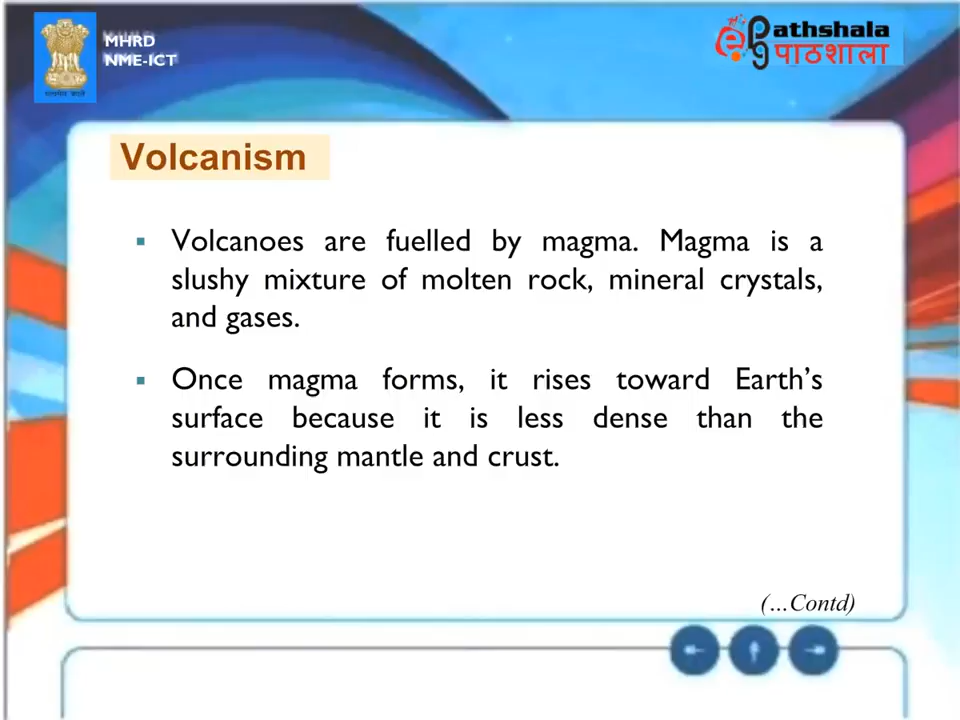 MHRD
NME-ICT
Pathshala
पाठशाला
Volcanism
▪ Volcanoes are fuelled by magma. Magma is a
slushy mixture of molten rock, mineral crystals,
and gases.
▪ Once magma forms, it rises toward Earth’s
surface because it is less dense than the
surrounding mantle and crust.
(…Contd)